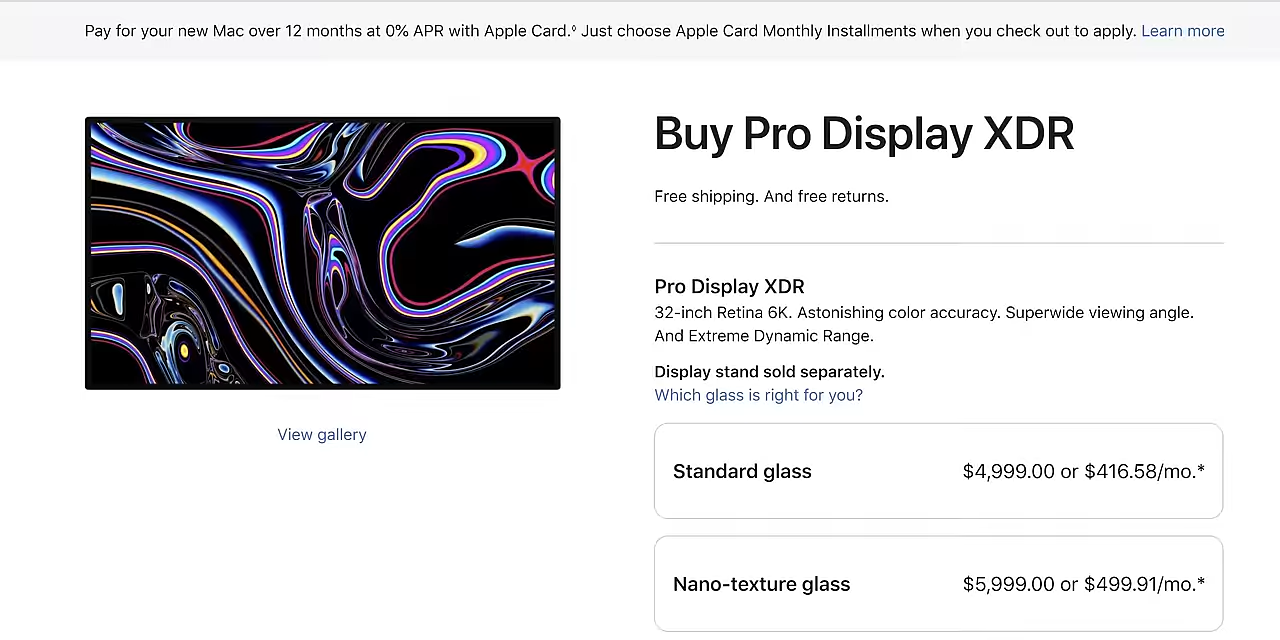 Pay for your new Mac over 12 months at 0% APR with Apple Card.◊ Just choose Apple Card Monthly Installments when you check out to apply. Learn more
Buy Pro Display XDR
Free shipping. And free returns.
Pro Display XDR
32-inch Retina 6K. Astonishing color accuracy. Superwide viewing angle.
And Extreme Dynamic Range.
Display stand sold separately.
Which glass is right for you?
View gallery
Standard glass $4,999.00 or $416.58/mo.*
Nano-texture glass $5,999.00 or $499.91/mo.*